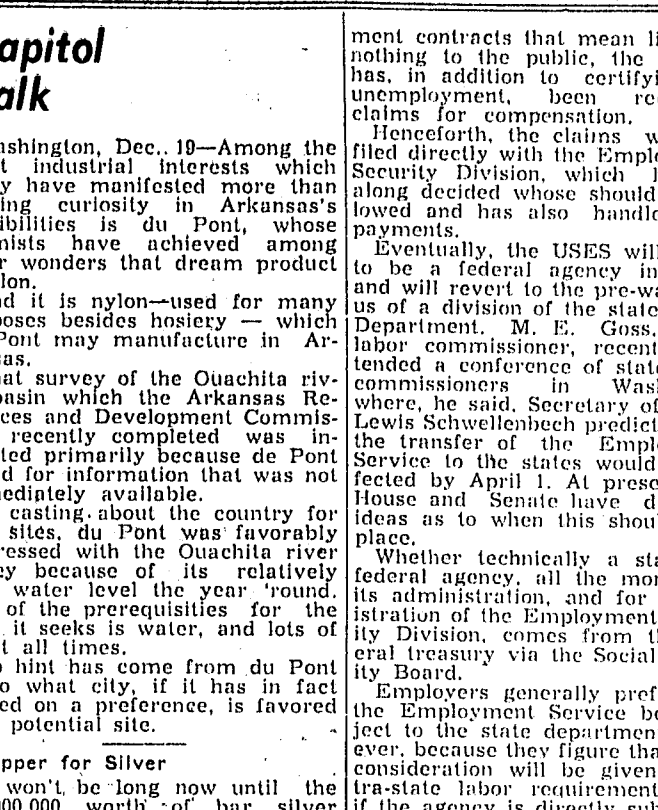 apitol
alk
ashington, Dec.. 19—Among the
t industrial interests which
y have manifested more than
ing curiosity in Arkansas's
ibilities is du Pont, whose
mists have achieved among
r wonders that dream product
lon.
nd it is nylon—used for many
poses besides hosiery — which
Pont may manufacture in Ar-
sas.
at survey of the Ouachita riv-
basin which the Arkansas Re-
ces and Development Commis-
recently completed was in-
ted primarily because de Pont
d for information that was not
ediately available.
casting about the country for
sites, du Pont was favorably
ressed with the Ouachita river
ey because of its relatively
water level the year 'round.
of the prerequisities for the
it seeks is water, and lots of
t all times.
o hint has come from du Pont
o what city, if it has in fact
ed on a preference, is favored
potential site.
pper for Silver
won't be long now until the
000,000 worth of bar silver
ment contracts that mean li
nothing to the public, the
has, in addition to certifyi
unemployment, been re
claims for compensation.
Henceforth, the claims w
filed directly with the Emplo
Security Division, which l
along decided whose should
lowed and has also handle
payments.
Eventually, the USES will
to be a federal agency in
and will revert to the pre-wa
us of a division of the state
Department. M. E. Goss,
labor commissioner, recent
tended a conference of state
commissioners in Wash
where, he said, Secretary of
Lewis Schwellenbech predict
the transfer of the Empl
Service to the states would
fected by April 1. At prese
House and Senate have d
ideas as to when this shou
place.
Whether technically a sta
federal agency, all the mon
its administration, and for
istration of the Employment
ity Division, comes from t
eral treasury via the Social
ity Board.
Employers generally pref
the Employment Service be
ject to the state departmen
ever, because they figure tha
consideration will be given
tra-state labor requirement
if the agency is directly